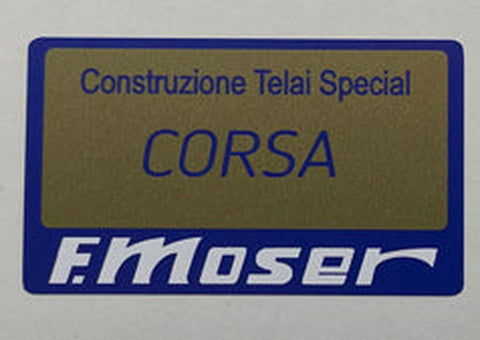 Construzione Telai Special
CORSA
F.Moser